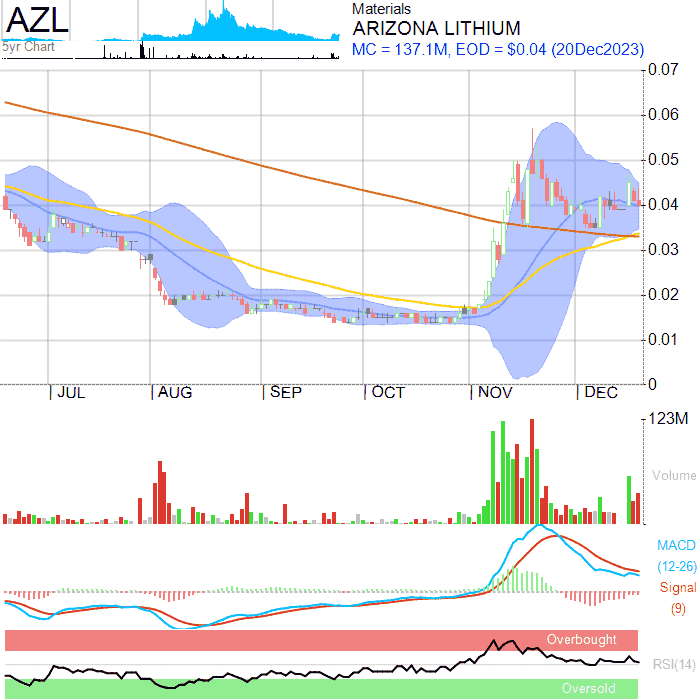 AZL
5yr Chart
Materials
ARIZONA LITHIUM
MC = 137.1M, EOD = $0.04 (20Dec2023)
0.07
0.06
0.05
0.04
0.03
0.02
0.01
0
JUL AUG SEP OCT NOV DEC
123M
Volume
MACD
(12-26)
Signal
(9)
Overbought
RSI(14)
Oversold